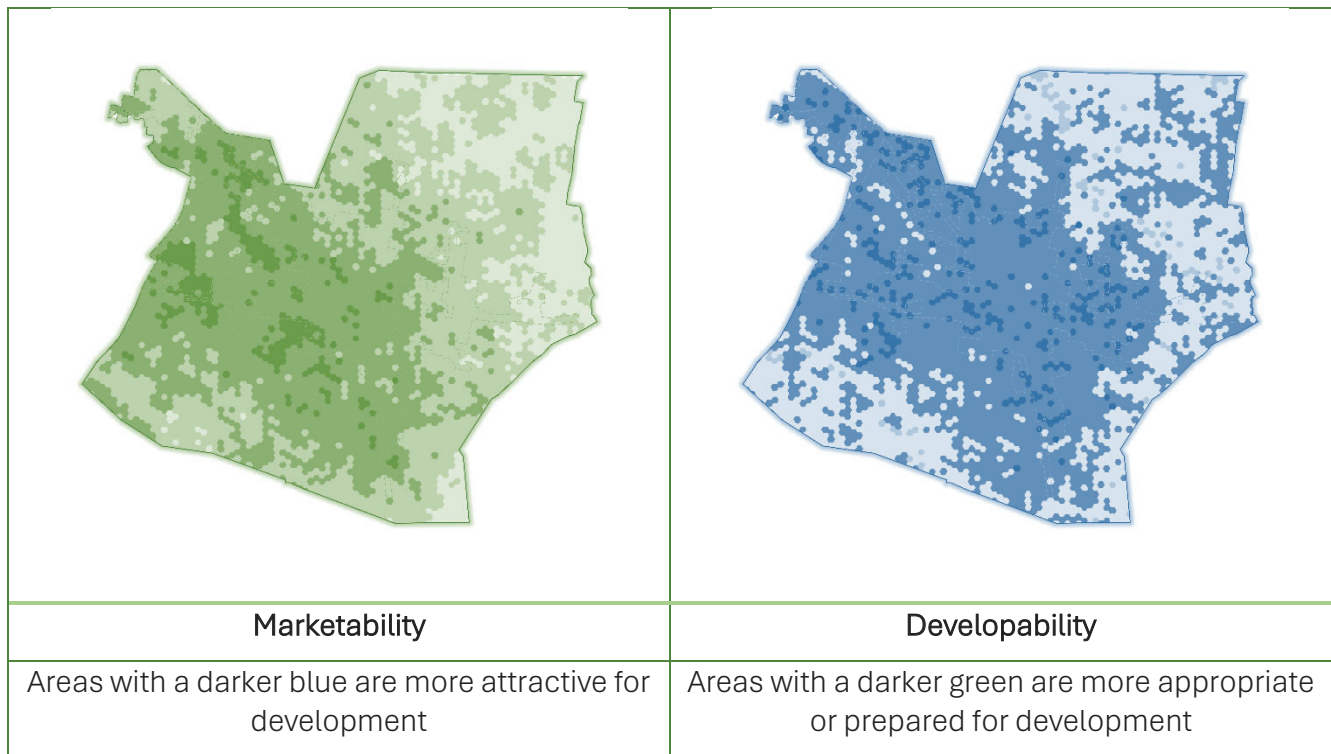 Marketability
Developability
Areas with a darker blue are more attractive for
development
Areas with a darker green are more appropriate
or prepared for development